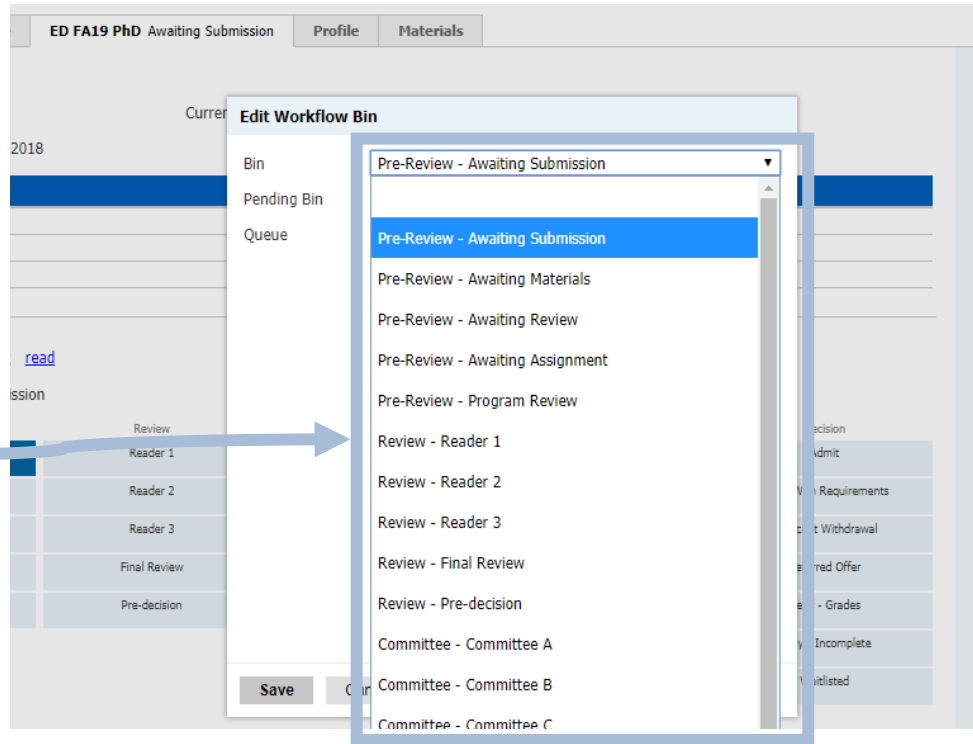 ED FA19 PhD Awaiting Submission Profile Materials
Edit Workflow Bin
2018
Bin Pre-Review - Awaiting Submission
Pending Bin
Queue Pre-Review - Awaiting Submission
Pre-Review - Awaiting Materials
Pre-Review - Awaiting Review
read Pre-Review - Awaiting Assignment
Pre-Review - Program Review
Review
Reader 1 Review - Reader 1
Reader 2 Review - Reader 2 Requirements
Reader 3 Review - Reader 3 Withdrawal
Final Review Review - Final Review Offer
Pre-decision Review - Pre-decision - Grades
Committee - Committee A Incomplete
Save Committee - Committee B
Committee - Committee C